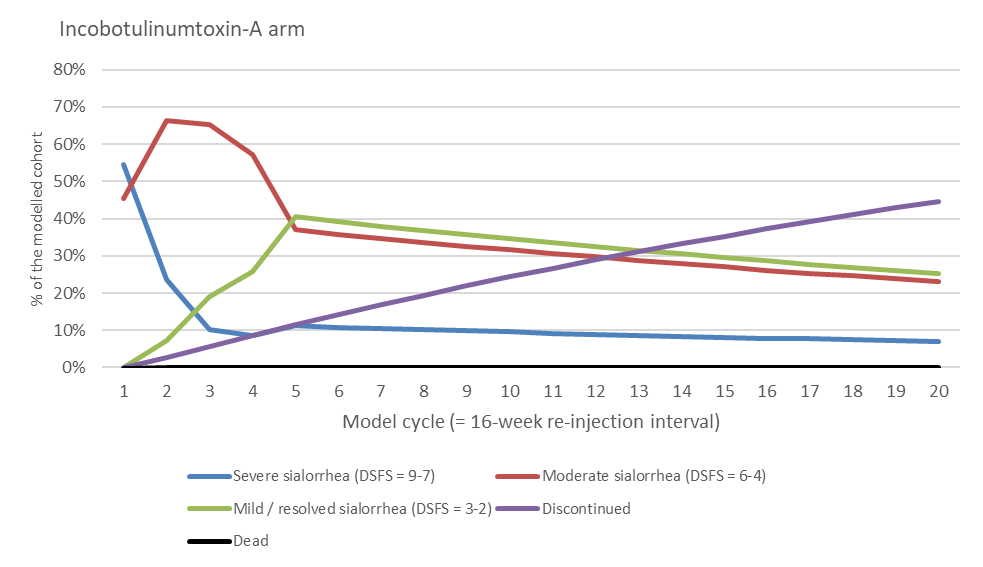 Incobotulinumtoxin-A arm
% of the modelled cohort
80%
70%
60%
50%
40%
30%
20%
10%
0%
1 2 3 4 5 6 7 8 9 10 11 12 13 14 15 16 17 18 19 20
Model cycle (= 16-week re-injection interval)
Severe sialorrhea (DSFS = 9-7) Moderate sialorrhea (DSFS = 6-4)
Mild / resolved sialorrhea (DSFS = 3-2) Discontinued
Dead